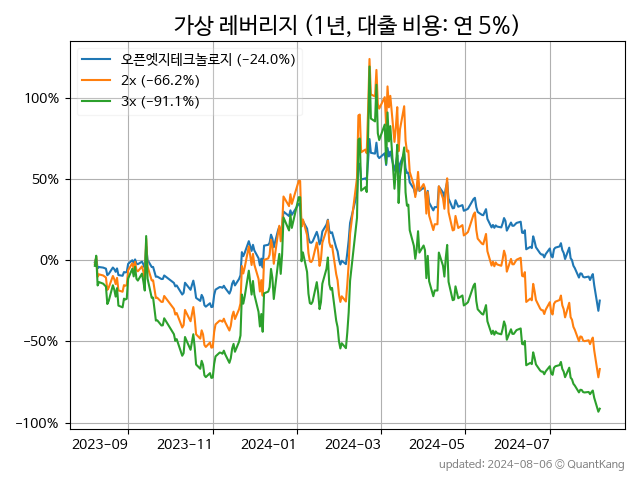 가상 레버리지 (1년, 대출 비용: 연 5%)
오픈엣지테크놀로지 (−24.0%)
2x (−66.2%)
3x (−91.1%)
100%
50%
0%
−50%
−100%
2023-09
2023-11
2024-01
2024-03
2024-05
2024-07
updated: 2024-08-06 © QuantKang